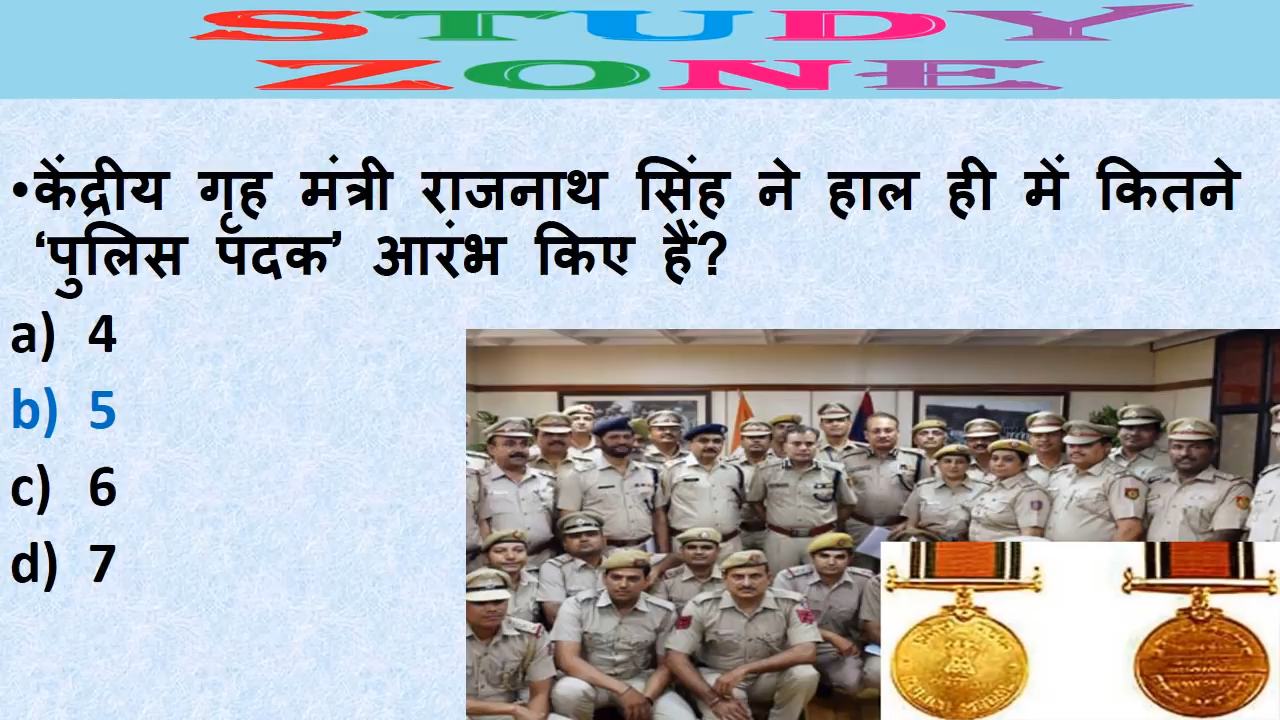 STUDY
ZONE
•केंद्रीय गृह मंत्री राजनाथ सिंह ने हाल ही में कितने
‘पुलिस पदक’ आरंभ किए हैं?
a) 4
b) 5
c) 6
d) 7